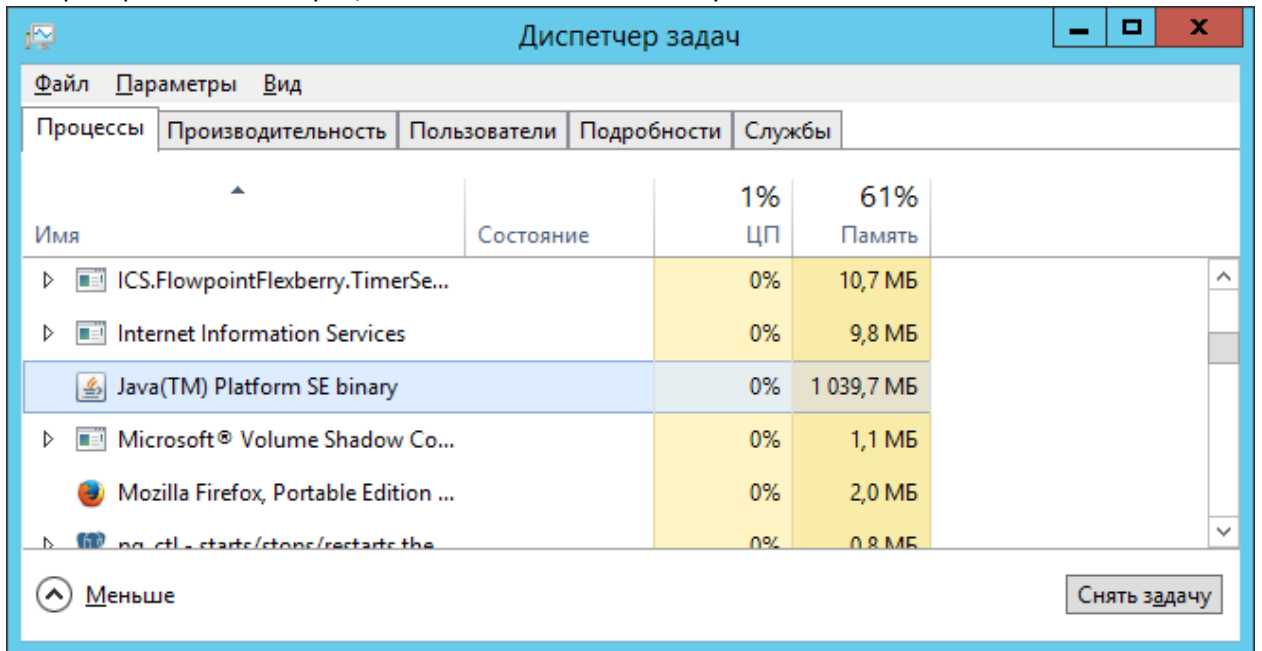 Диспетчер задач
Файл Параметры Вид
Процессы Производительность Пользователи Подробности Службы
1% 61%
Имя Состояние ЦП Память
ICS.FlowpointFlexberry.TimerSe... 0% 10,7 МБ
Internet Information Services 0% 9,8 МБ
Java(TM) Platform SE binary 0% 1 039,7 МБ
Microsoft® Volume Shadow Co... 0% 1,1 МБ
Mozilla Firefox, Portable Edition ... 0% 2,0 МБ
pg_ctl - starts/stops/restarts the 0% 0,8 МБ
Меньше Снять задачу